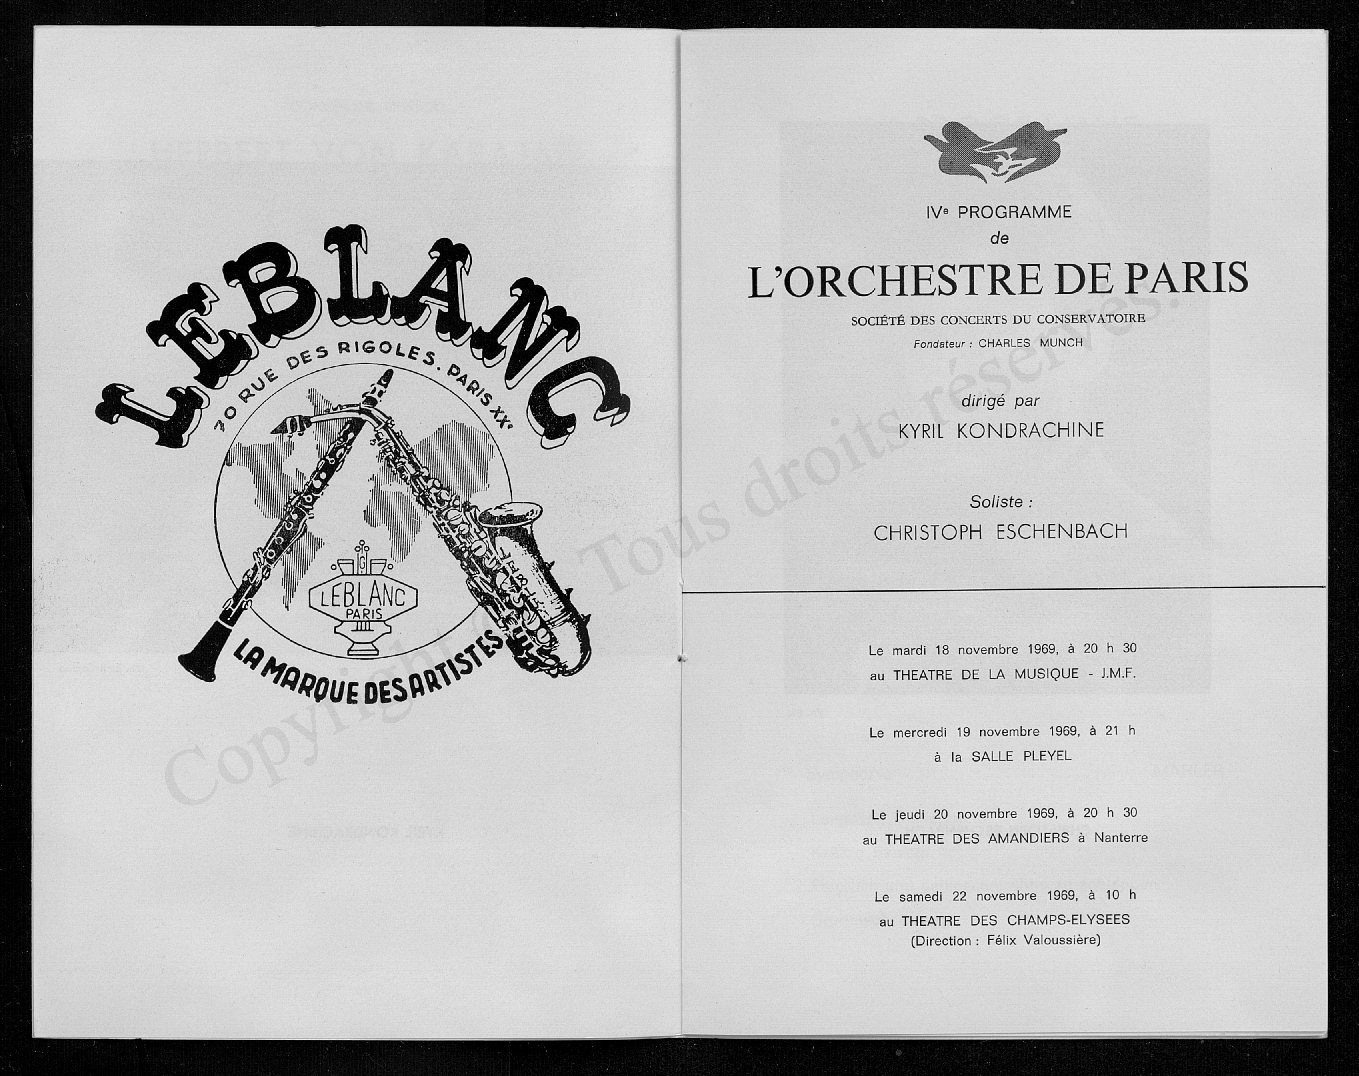 LEBLANC
70 RUE DES RIGOLES. PARIS XXe
LEBLANC
PARIS
LA MARQUE DES ARTISTES
IVe PROGRAMME
de
L'ORCHESTRE DE PARIS
SOCIÉTÉ DES CONCERTS DU CONSERVATOIRE
Fondateur : CHARLES MUNCH
dirigé par
KYRIL KONDRACHINE
Soliste :
CHRISTOPH ESCHENBACH
Le mardi 18 novembre 1969, à 20 h 30
au THEATRE DE LA MUSIQUE - J.M.F.
Le mercredi 19 novembre 1969, à 21 h
à la SALLE PLEYEL
Le jeudi 20 novembre 1969, à 20 h 30
au THEATRE DES AMANDIERS à Nanterre
Le samedi 22 novembre 1969, à 10 h
au THEATRE DES CHAMPS-ELYSEES
(Direction : Félix Valoussière)
Copyright Tous droits réservés.